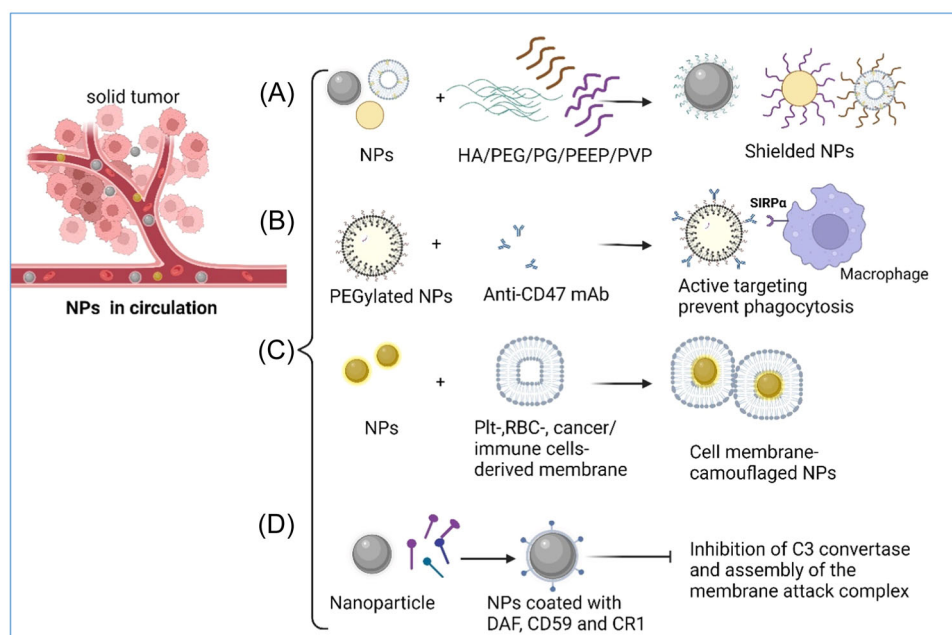 solid tumor
NPs in circulation
(A)
NPs
+
HA/PEG/PG/PEEP/PVP
Shielded NPs
(B)
PEGylated NPs
+
Anti-CD47 mAb
SIRPα
Macrophage
Active targeting
prevent phagocytosis
(C)
NPs
+
Plt-,RBC-, cancer/
immune cells-
derived membrane
Cell membrane-
camouflaged NPs
(D)
Nanoparticle
NPs coated with
DAF, CD59 and CR1
Inhibition of C3 convertase
and assembly of the
membrane attack complex